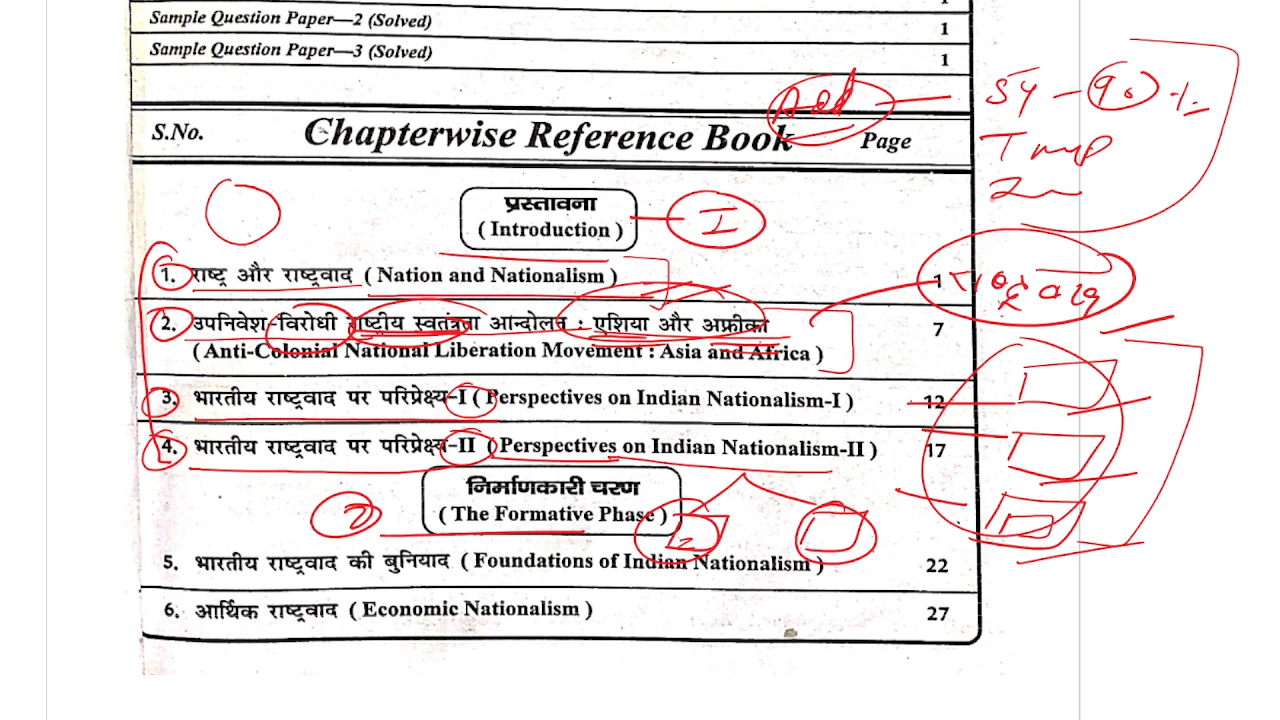 1
Sample Question Paper—2 (Solved) 1
Sample Question Paper—3 (Solved) 1
S.No. Chapterwise Reference Book Page
प्रस्तावना
( Introduction )
I
1. राष्ट्र और राष्ट्रवाद ( Nation and Nationalism ) 1
2. उपनिवेश-विरोधी राष्ट्रीय स्वतंत्रता आन्दोलन : एशिया और अफ्रीका 7
( Anti-Colonial National Liberation Movement : Asia and Africa )
3. भारतीय राष्ट्रवाद पर परिप्रेक्ष्य-I ( Perspectives on Indian Nationalism-I ) 12
4. भारतीय राष्ट्रवाद पर परिप्रेक्ष्य-II ( Perspectives on Indian Nationalism-II ) 17
निर्माणकारी चरण
( The Formative Phase )
2
5. भारतीय राष्ट्रवाद की बुनियाद ( Foundations of Indian Nationalism ) 22
6. आर्थिक राष्ट्रवाद ( Economic Nationalism ) 27